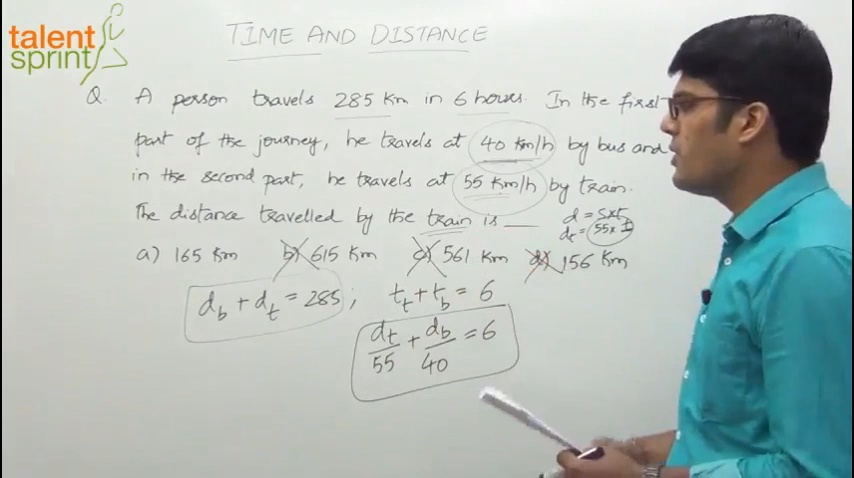 talent
sprint
TIME AND DISTANCE
Q. A person travels 285 Km in 6 hours. In the first
part of the journey, he travels at 40 km/h by bus and
in the second part, he travels at 55 Km/h by train.
The distance travelled by the train is ___
d = s×t
dt = 55× I
a) 165 Km b) 615 Km c) 561 Km d) 156 Km
db + dt = 285 ; tt + tb = 6
dt/55 + db/40 = 6